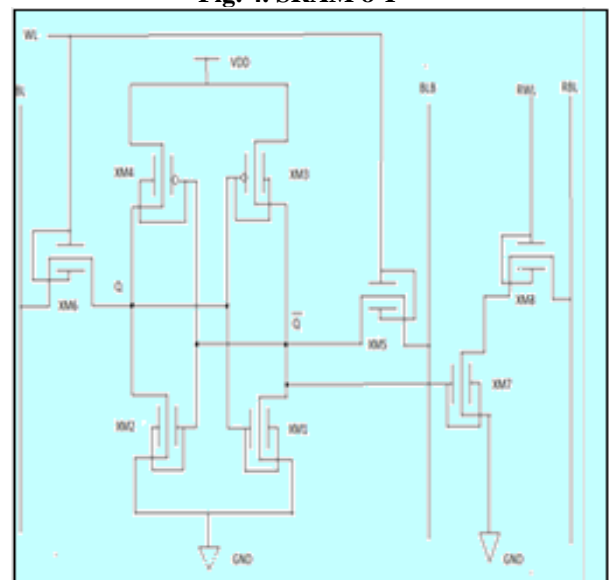 Fig. 4. SRAM 8-T
WL
VDD
BL
BLB
RWL
RBL
XM4
XM3
XM6
Q
Q̅
XM5
XM8
XM7
XM2
XM1
GND
GND